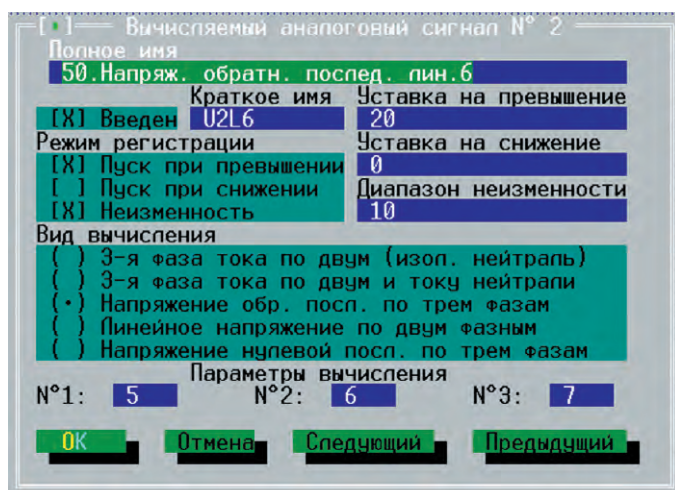 [•] Вычисляемый аналоговый сигнал N° 2
Полное имя
50.Напряж. обратн. послед. лин.6
Краткое имя Уставка на превышение
[X] Введен U2L6 20
Режим регистрации Уставка на снижение
[X] Пуск при превышении 0
[ ] Пуск при снижении Диапазон неизменности
[X] Неизменность 10
Вид вычисления
( ) 3-я фаза тока по двум (изол. нейтраль)
( ) 3-я фаза тока по двум и току нейтрали
(•) Напряжение обр. посл. по трем фазам
( ) Линейное напряжение по двум фазным
( ) Напряжение нулевой посл. по трем фазам
Параметры вычисления
N°1: 5 N°2: 6 N°3: 7
OK Отмена Следующий Предыдущий